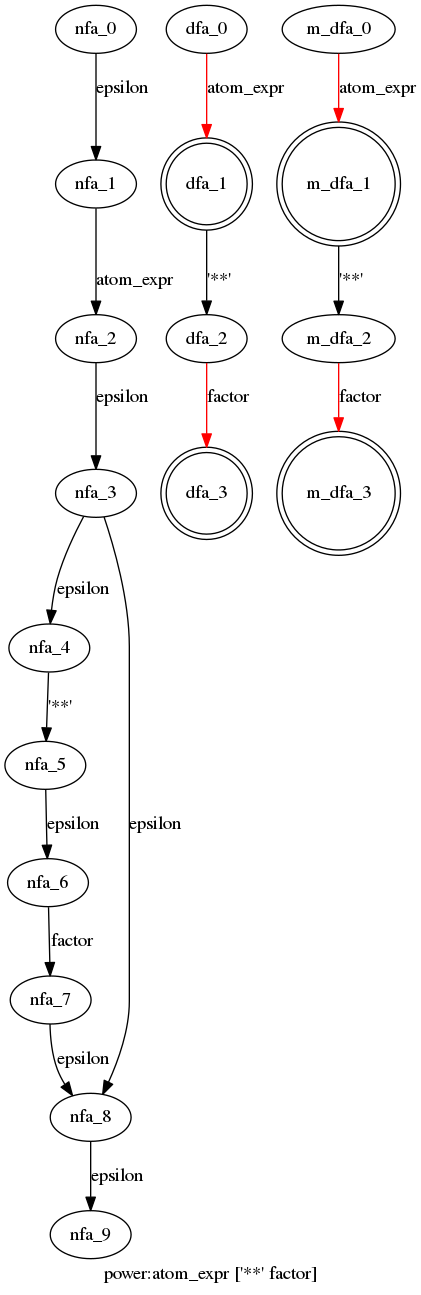 nfa_0 dfa_0 m_dfa_0
epsilon atom_expr atom_expr
nfa_1 dfa_1 m_dfa_1
atom_expr '**' '**'
nfa_2 dfa_2 m_dfa_2
epsilon factor factor
nfa_3 dfa_3 m_dfa_3
epsilon
nfa_4
'**'
nfa_5
epsilon epsilon
nfa_6
factor
nfa_7
epsilon
nfa_8
epsilon
nfa_9
power:atom_expr ['**' factor]